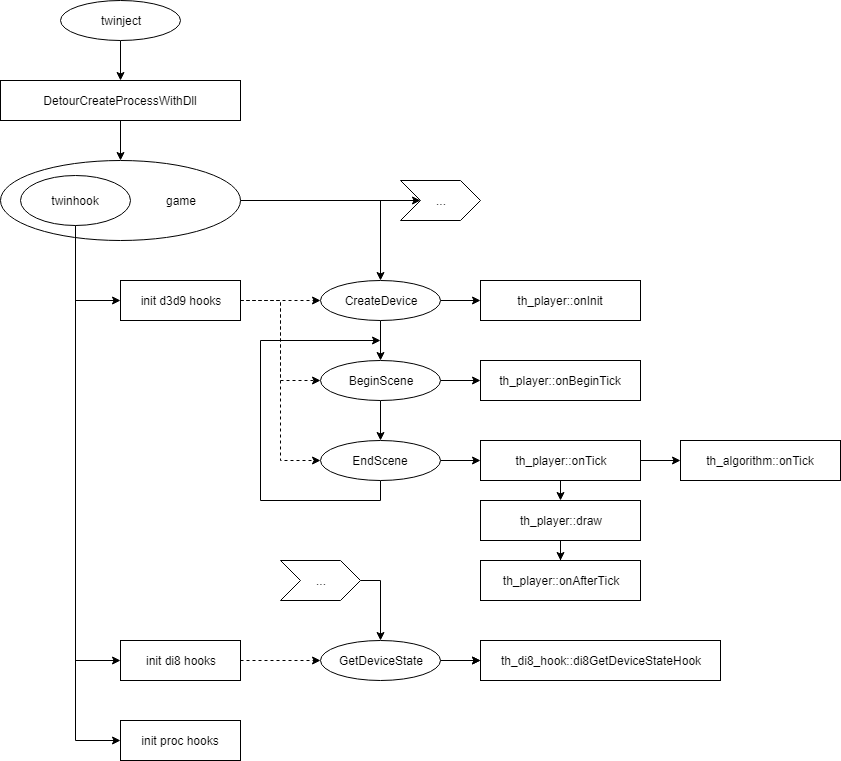 twinject
DetourCreateProcessWithDll
twinhook
game
...
init d3d9 hooks
CreateDevice
th_player::onInit
BeginScene
th_player::onBeginTick
EndScene
th_player::onTick
th_algorithm::onTick
th_player::draw
...
th_player::onAfterTick
init di8 hooks
GetDeviceState
th_di8_hook::di8GetDeviceStateHook
init proc hooks